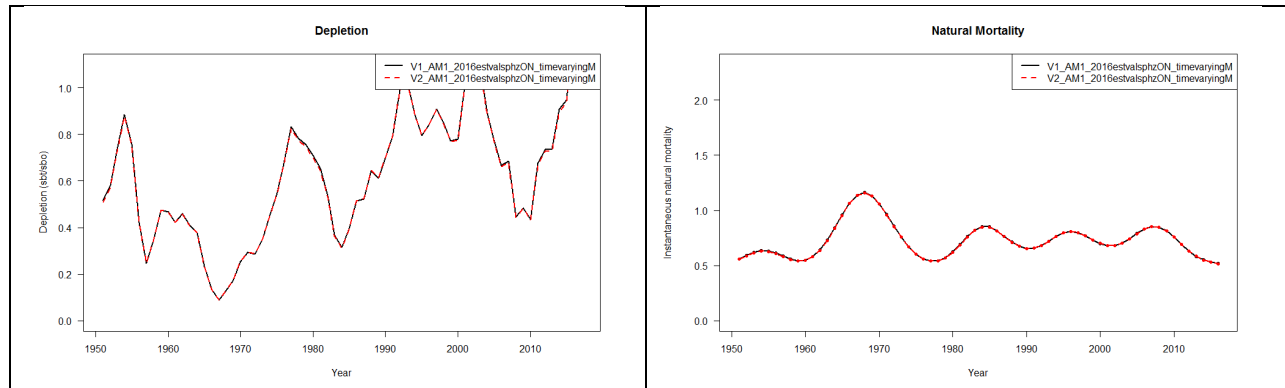 Depletion
V1_AM1_2016estvalsphzON_timevaryingM
V2_AM1_2016estvalsphzON_timevaryingM
Depletion (sbt/sbo)
1.0
0.8
0.6
0.4
0.2
0.0
1950 1960 1970 1980 1990 2000 2010
Year
Natural Mortality
V1_AM1_2016estvalsphzON_timevaryingM
V2_AM1_2016estvalsphzON_timevaryingM
Instantaneous natural mortality
2.0
1.5
1.0
0.5
0.0
1950 1960 1970 1980 1990 2000 2010
Year